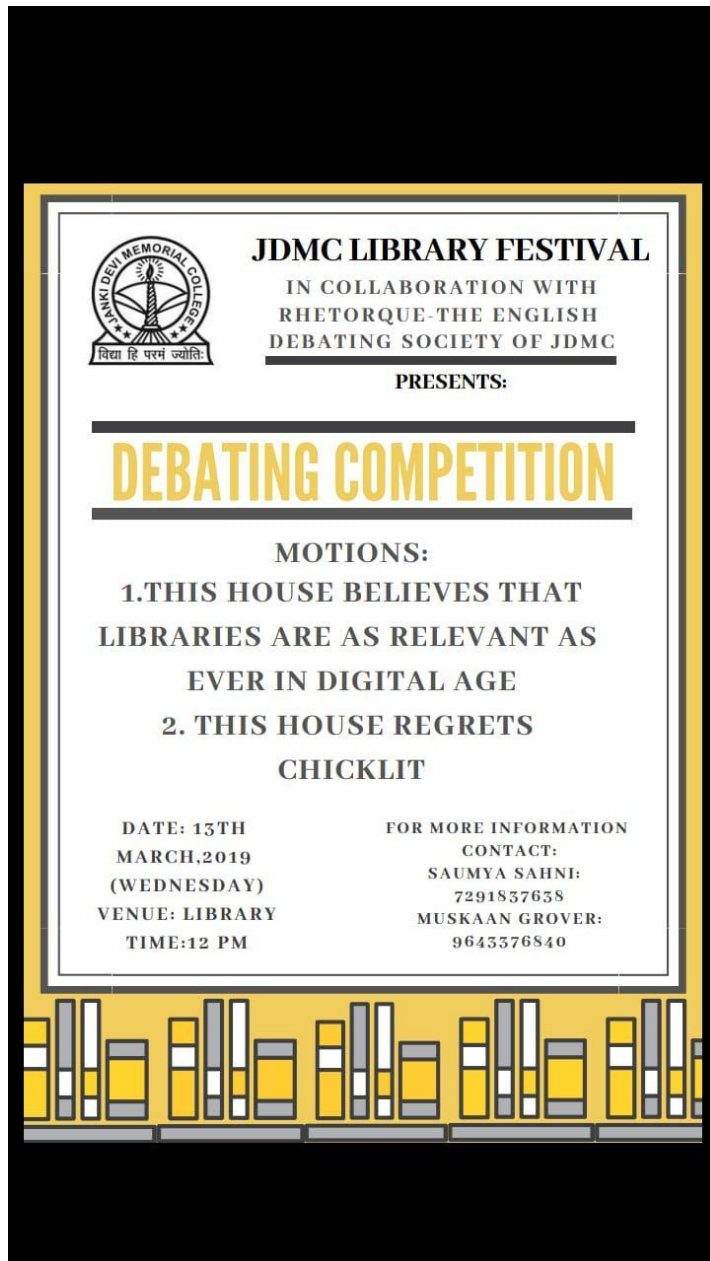 JANKI DEVI MEMORIAL COLLEGE
विद्या हि परमं ज्योतिः
JDMC LIBRARY FESTIVAL
IN COLLABORATION WITH
RHETORQUE-THE ENGLISH
DEBATING SOCIETY OF JDMC
PRESENTS:
DEBATING COMPETITION
MOTIONS:
1.THIS HOUSE BELIEVES THAT
LIBRARIES ARE AS RELEVANT AS
EVER IN DIGITAL AGE
2. THIS HOUSE REGRETS
CHICKLIT
DATE: 13TH
MARCH,2019
(WEDNESDAY)
VENUE: LIBRARY
TIME:12 PM
FOR MORE INFORMATION
CONTACT:
SAUMYA SAHNI:
7291837638
MUSKAAN GROVER:
9643376840